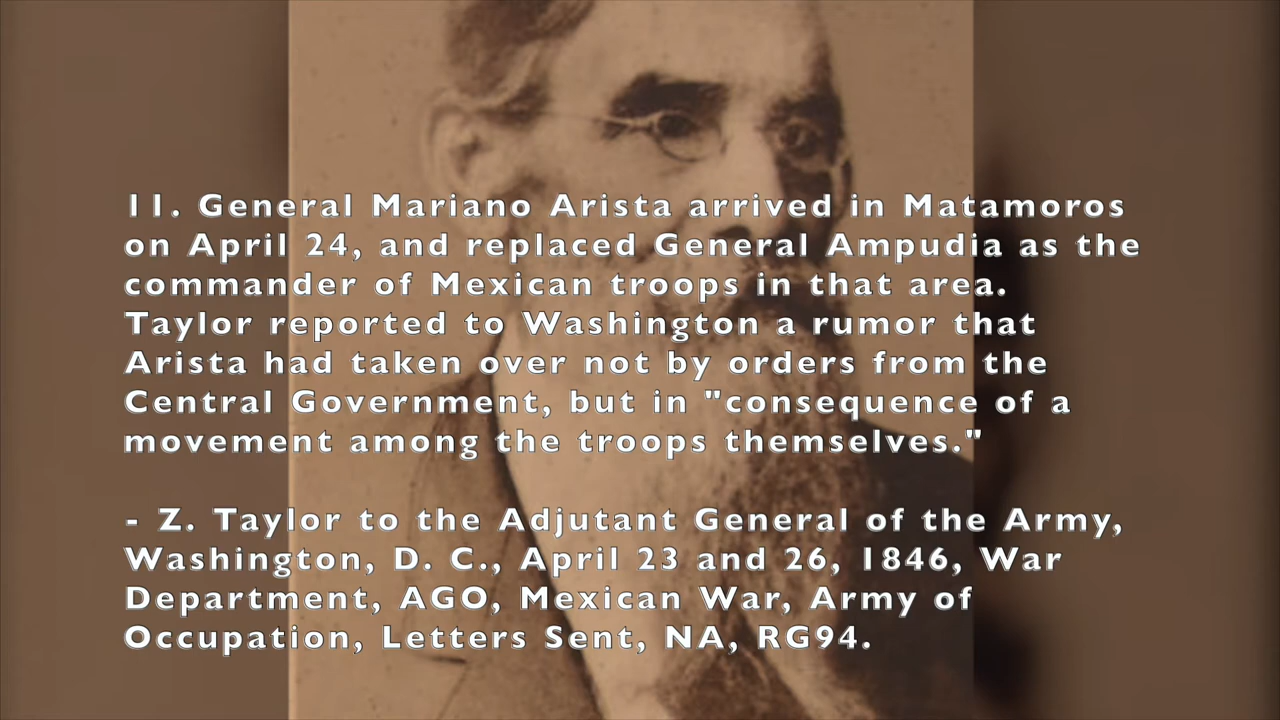 11. General Mariano Arista arrived in Matamoros
on April 24, and replaced General Ampudia as the
commander of Mexican troops in that area.
Taylor reported to Washington a rumor that
Arista had taken over not by orders from the
Central Government, but in "consequence of a
movement among the troops themselves."
- Z. Taylor to the Adjutant General of the Army,
Washington, D. C., April 23 and 26, 1846, War
Department, AGO, Mexican War, Army of
Occupation, Letters Sent, NA, RG94.